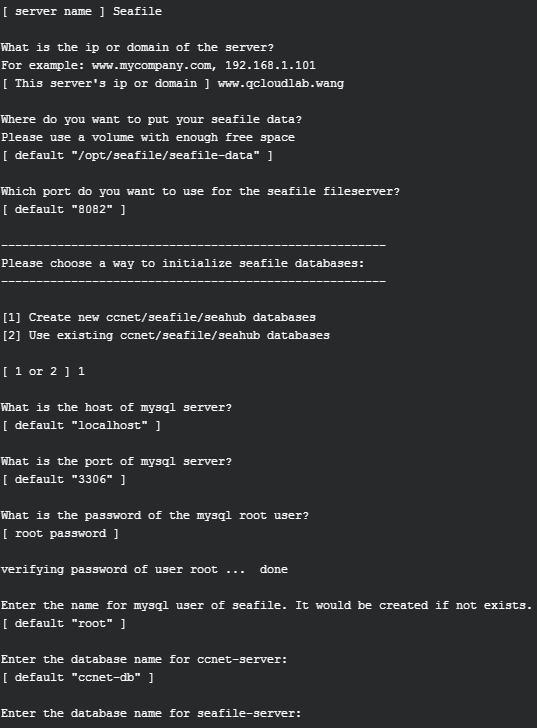 [ server name ] Seafile
What is the ip or domain of the server?
For example: www.mycompany.com, 192.168.1.101
[ This server's ip or domain ] www.qcloudlab.wang
Where do you want to put your seafile data?
Please use a volume with enough free space
[ default "/opt/seafile/seafile-data" ]
Which port do you want to use for the seafile fileserver?
[ default "8082" ]
-------------------------------------------------------
Please choose a way to initialize seafile databases:
-------------------------------------------------------
[1] Create new ccnet/seafile/seahub databases
[2] Use existing ccnet/seafile/seahub databases
[ 1 or 2 ] 1
What is the host of mysql server?
[ default "localhost" ]
What is the port of mysql server?
[ default "3306" ]
What is the password of the mysql root user?
[ root password ]
verifying password of user root ...  done
Enter the name for mysql user of seafile. It would be created if not exists.
[ default "root" ]
Enter the database name for ccnet-server:
[ default "ccnet-db" ]
Enter the database name for seafile-server: